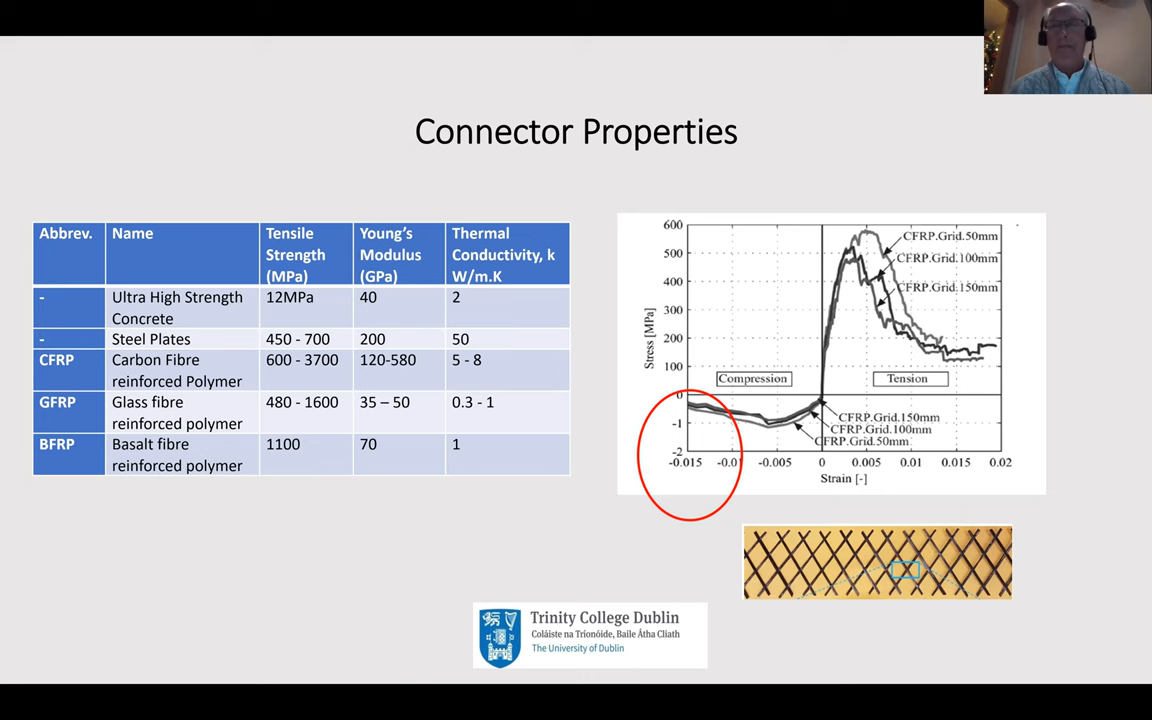 Connector Properties
Abbrev. Name Tensile Strength (MPa) Young's Modulus (GPa) Thermal Conductivity, k W/m.K
- Ultra High Strength Concrete 12MPa 40 2
- Steel Plates 450 - 700 200 50
CFRP Carbon Fibre reinforced Polymer 600 - 3700 120-580 5 - 8
GFRP Glass fibre reinforced polymer 480 - 1600 35 – 50 0.3 - 1
BFRP Basalt fibre reinforced polymer 1100 70 1
600
500
400
300
200
100
0
-1
-2
Stress [MPa]
CFRP.Grid.50mm
CFRP.Grid.100mm
CFRP.Grid.150mm
Compression
Tension
CFRP.Grid.150mm
CFRP.Grid.100mm
CFRP.Grid.50mm
-0.015 -0.01 -0.005 0 0.005 0.01 0.015 0.02
Strain [-]
Trinity College Dublin
Coláiste na Tríonóide, Baile Átha Cliath
The University of Dublin